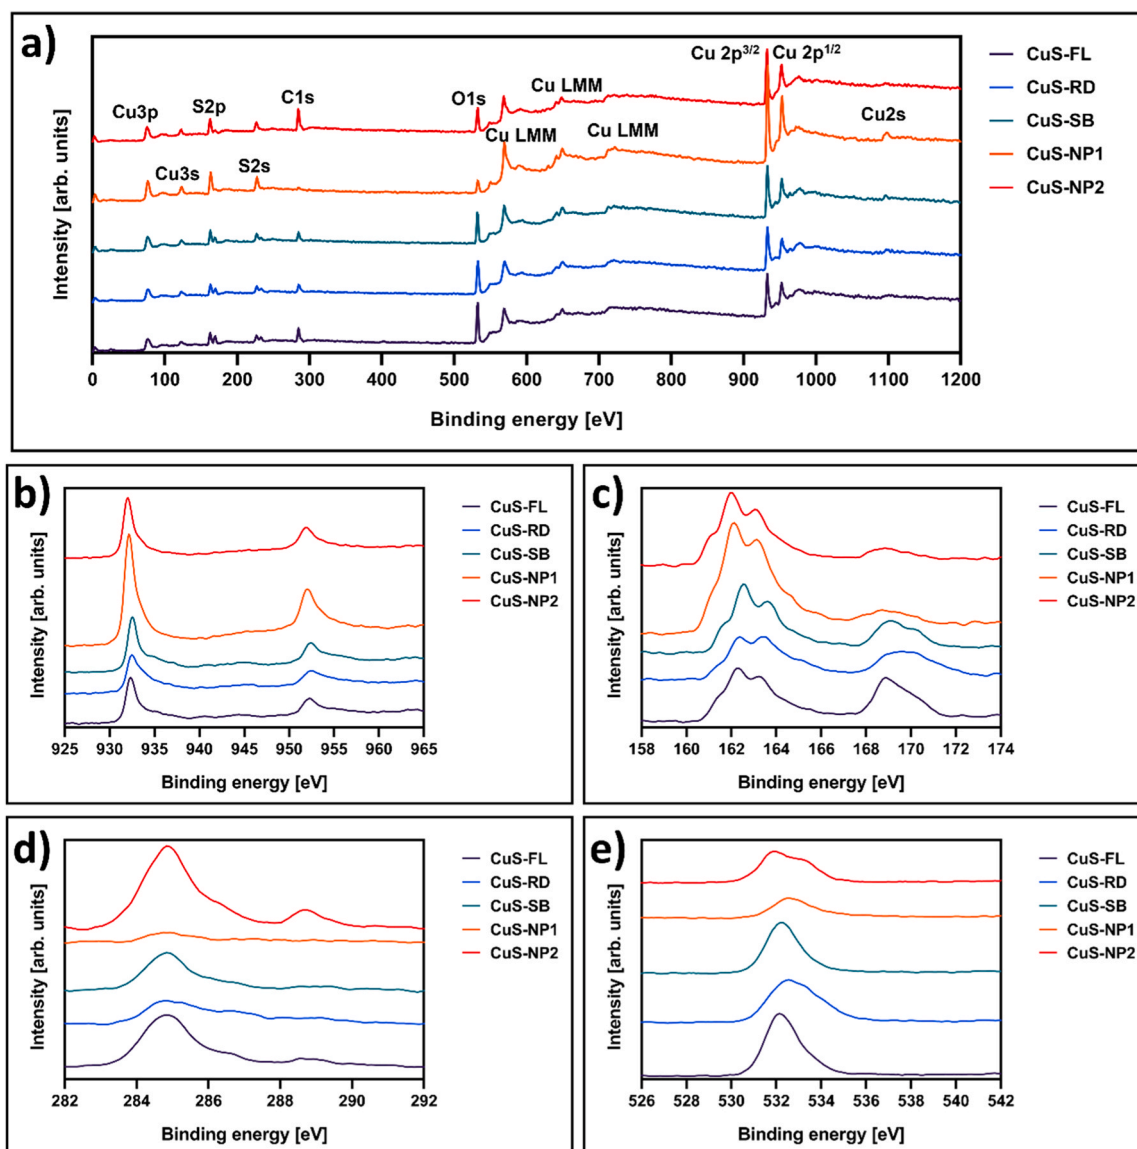 a)
Cu 2p3/2 Cu 2p1/2
Cu LMM
C1s
O1s
S2p
Cu3p
Cu2s
Cu LMM
Cu LMM
Cu3s
S2s
Intensity [arb. units]
0 100 200 300 400 500 600 700 800 900 1000 1100 1200
Binding energy [eV]
CuS-FL
CuS-RD
CuS-SB
CuS-NP1
CuS-NP2
b)
Intensity [arb. units]
925 930 935 940 945 950 955 960 965
Binding energy [eV]
CuS-FL
CuS-RD
CuS-SB
CuS-NP1
CuS-NP2
c)
Intensity [arb. units]
158 160 162 164 166 168 170 172 174
Binding energy [eV]
CuS-FL
CuS-RD
CuS-SB
CuS-NP1
CuS-NP2
d)
Intensity [arb. units]
282 284 286 288 290 292
Binding energy [eV]
CuS-FL
CuS-RD
CuS-SB
CuS-NP1
CuS-NP2
e)
Intensity [arb. units]
526 528 530 532 534 536 538 540 542
Binding energy [eV]
CuS-FL
CuS-RD
CuS-SB
CuS-NP1
CuS-NP2